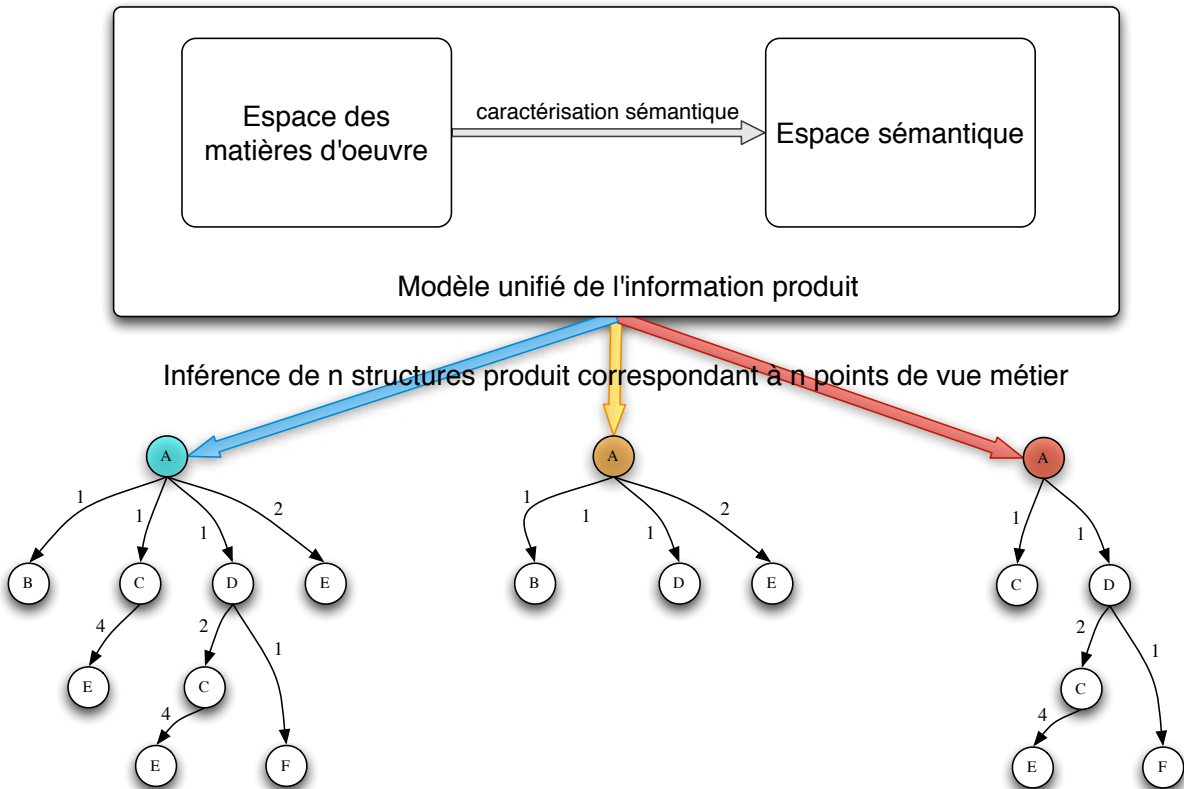 Espace des
matières d'oeuvre
caractérisation sémantique
Espace sémantique
Modèle unifié de l'information produit
Inférence de n structures produit correspondant à n points de vue métier
A A A
1 1 1 2
1 1 1 2
1 1
B C D E
B D E
C D
4 2 1
2 1
E C
C
4
4
E F
E F